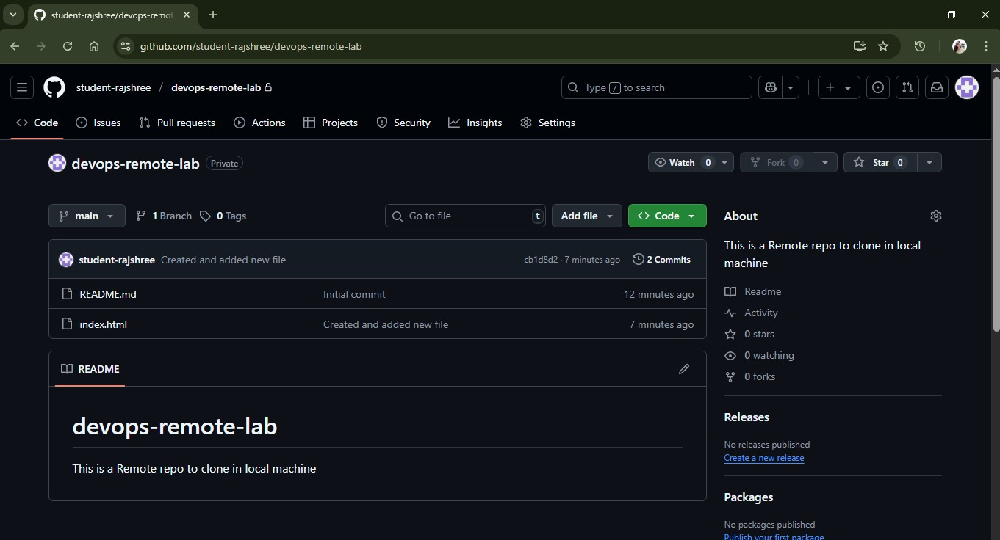 student-rajshree/devops-remot
github.com/student-rajshree/devops-remote-lab
student-rajshree / devops-remote-lab
Type / to search
Code Issues Pull requests Actions Projects Security Insights Settings
devops-remote-lab Private
Watch 0 Fork 0 Star 0
main 1 Branch 0 Tags Go to file t Add file Code
student-rajshree Created and added new file cb1d8d2 · 7 minutes ago 2 Commits
README.md Initial commit 12 minutes ago
index.html Created and added new file 7 minutes ago
README
devops-remote-lab
This is a Remote repo to clone in local machine
About
This is a Remote repo to clone in local
machine
Readme
Activity
0 stars
0 watching
0 forks
Releases
No releases published
Create a new release
Packages
No packages published
Publish your first package